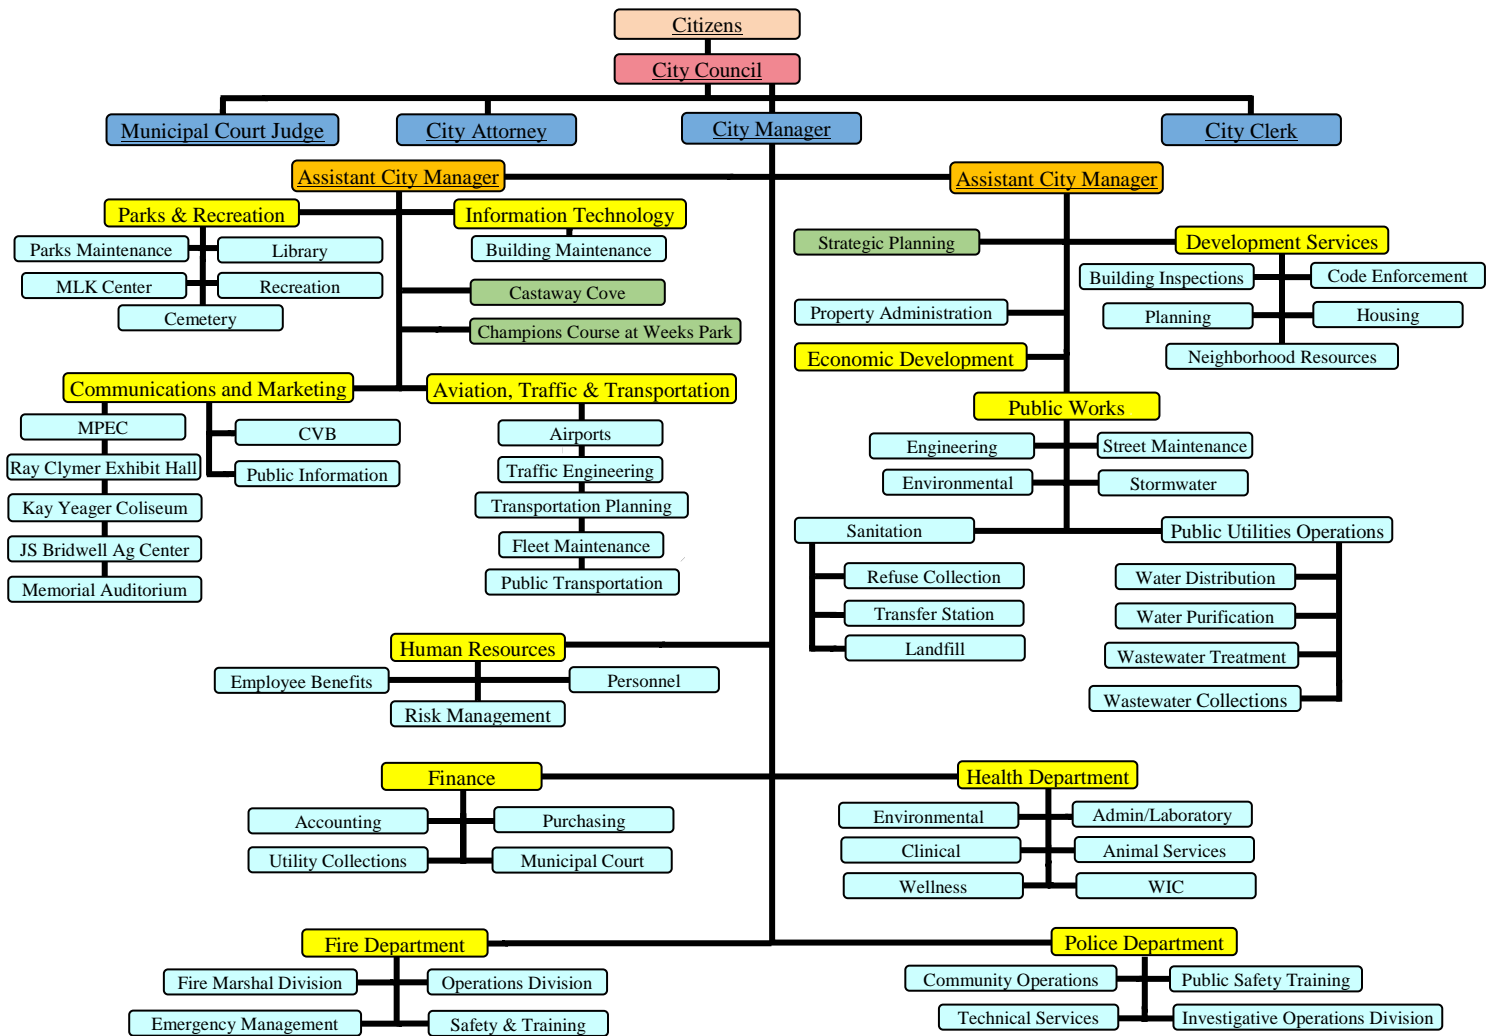 Citizens
City Council
Municipal Court Judge
City Attorney
City Manager
City Clerk
Assistant City Manager
Assistant City Manager
Parks & Recreation
Information Technology
Parks Maintenance
Library
Building Maintenance
MLK Center
Recreation
Cemetery
Castaway Cove
Champions Course at Weeks Park
Communications and Marketing
Aviation, Traffic & Transportation
MPEC
CVB
Ray Clymer Exhibit Hall
Public Information
Kay Yeager Coliseum
JS Bridwell Ag Center
Memorial Auditorium
Airports
Traffic Engineering
Transportation Planning
Fleet Maintenance
Public Transportation
Strategic Planning
Development Services
Building Inspections
Code Enforcement
Planning
Housing
Neighborhood Resources
Property Administration
Economic Development
Public Works
Engineering
Street Maintenance
Environmental
Stormwater
Sanitation
Public Utilities Operations
Refuse Collection
Transfer Station
Landfill
Water Distribution
Water Purification
Wastewater Treatment
Wastewater Collections
Human Resources
Employee Benefits
Personnel
Risk Management
Finance
Accounting
Purchasing
Utility Collections
Municipal Court
Health Department
Environmental
Admin/Laboratory
Clinical
Animal Services
Wellness
WIC
Fire Department
Fire Marshal Division
Operations Division
Emergency Management
Safety & Training
Police Department
Community Operations
Public Safety Training
Technical Services
Investigative Operations Division